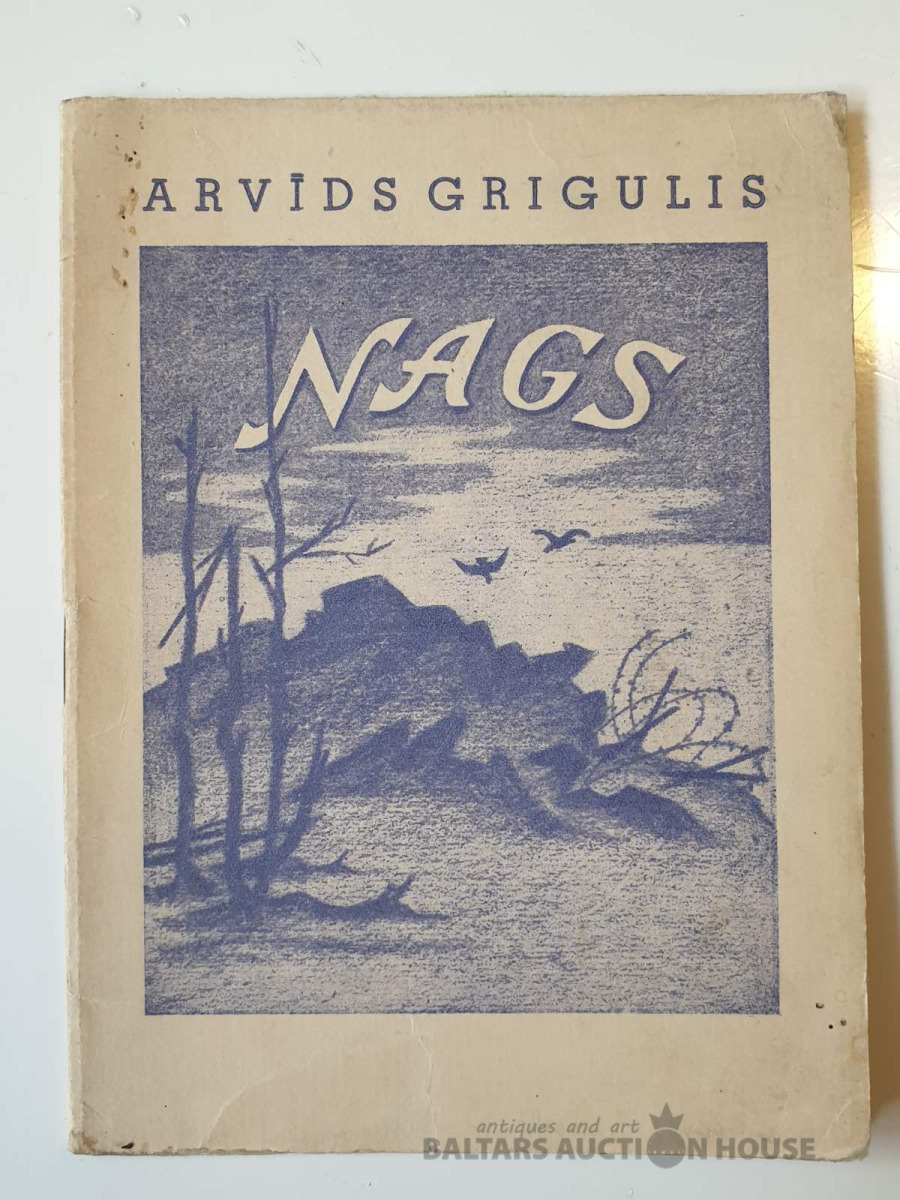 ARVĪDS GRIGULIS
NAGS
antiques and art
BALTARS AUCTION HOUSE